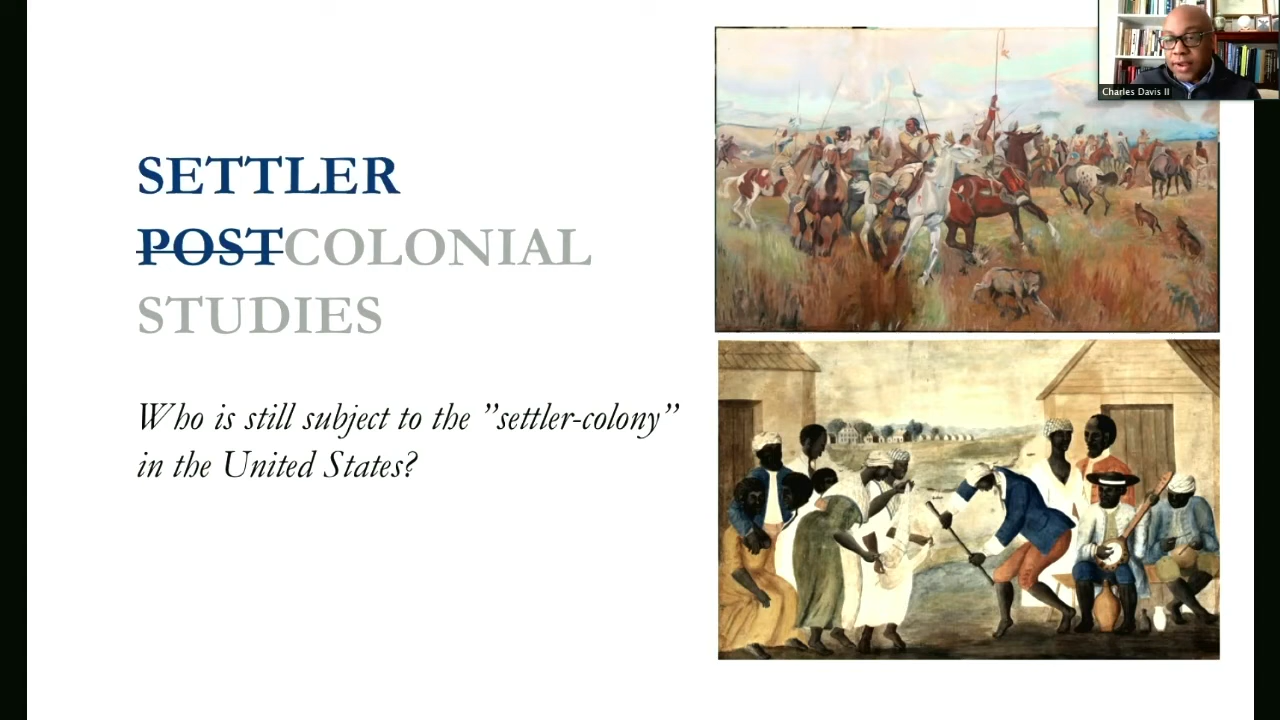 SETTLER
POSTCOLONIAL
STUDIES
Who is still subject to the ”settler-colony”
in the United States?
Charles Davis II